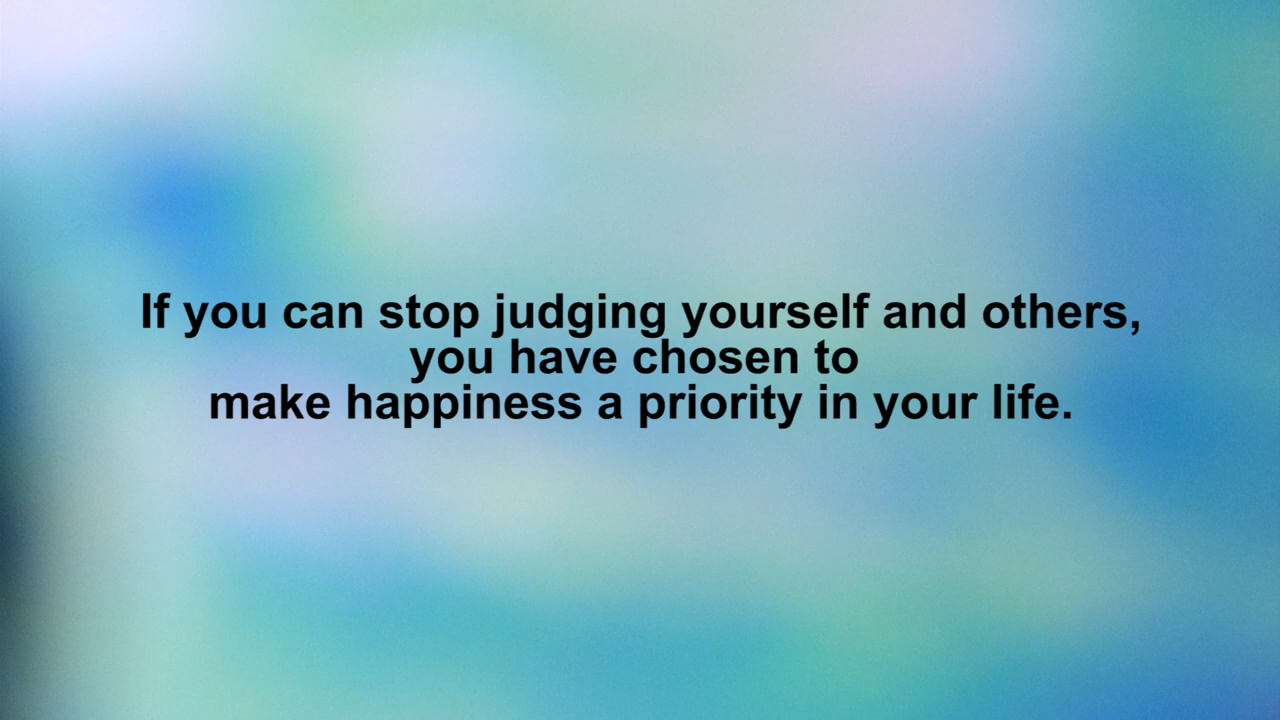 If you can stop judging yourself and others,
you have chosen to
make happiness a priority in your life.